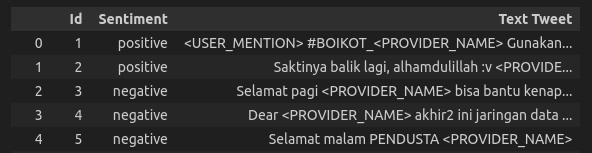 Id Sentiment Text Tweet
0 1 positive <USER_MENTION> #BOIKOT_<PROVIDER_NAME> Gunakan...
1 2 positive Saktinya balik lagi, alhamdulillah :v <PROVIDE...
2 3 negative Selamat pagi <PROVIDER_NAME> bisa bantu kenap...
3 4 negative Dear <PROVIDER_NAME> akhir2 ini jaringan data ...
4 5 negative Selamat malam PENDUSTA <PROVIDER_NAME>